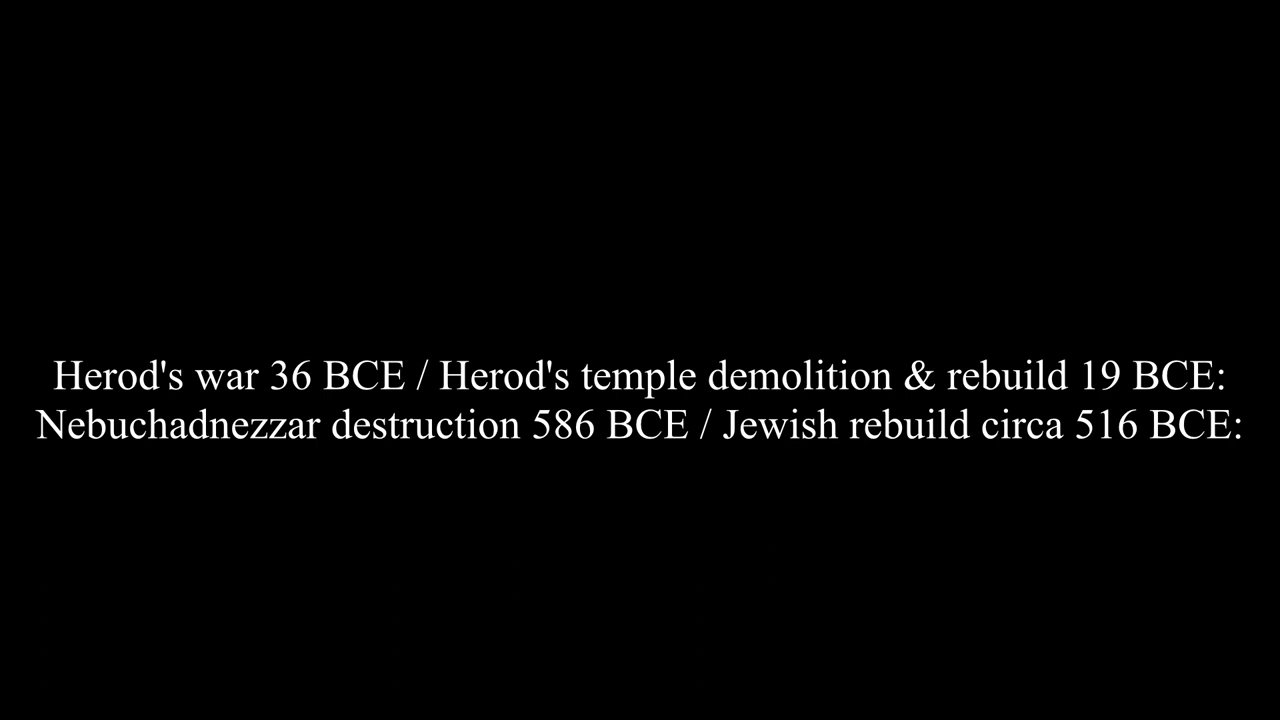 Herod's war 36 BCE / Herod's temple demolition & rebuild 19 BCE:
Nebuchadnezzar destruction 586 BCE / Jewish rebuild circa 516 BCE: